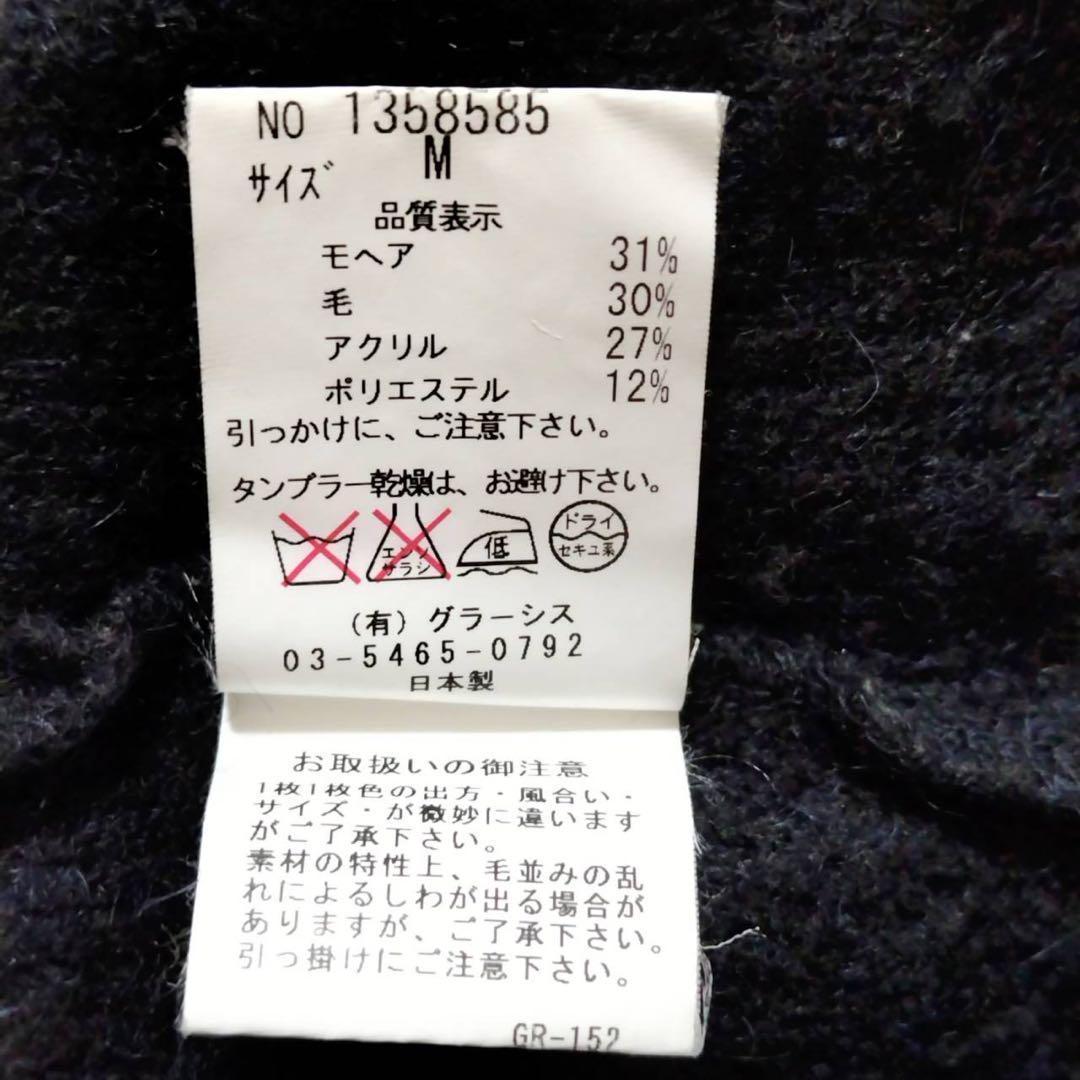 NO 1358585
サイズ M
品質表示
モヘア 31%
毛 30%
アクリル 27%
ポリエステル 12%
引っかけに、ご注意下さい。
タンブラー乾燥は、お避け下さい。
エンソ
サラシ
低
ドライ
セキユ系
(有)グラーシス
03-5465-0792
日本製
お取扱いの御注意
1枚1枚色の出方・風合い・
サイズ・が微妙に違います
がご了承下さい。
素材の特性上、毛並みの乱
れによるしわが出る場合が
ありますが、ご了承下さい。
引っ掛けにご注意下さい。
GR-152